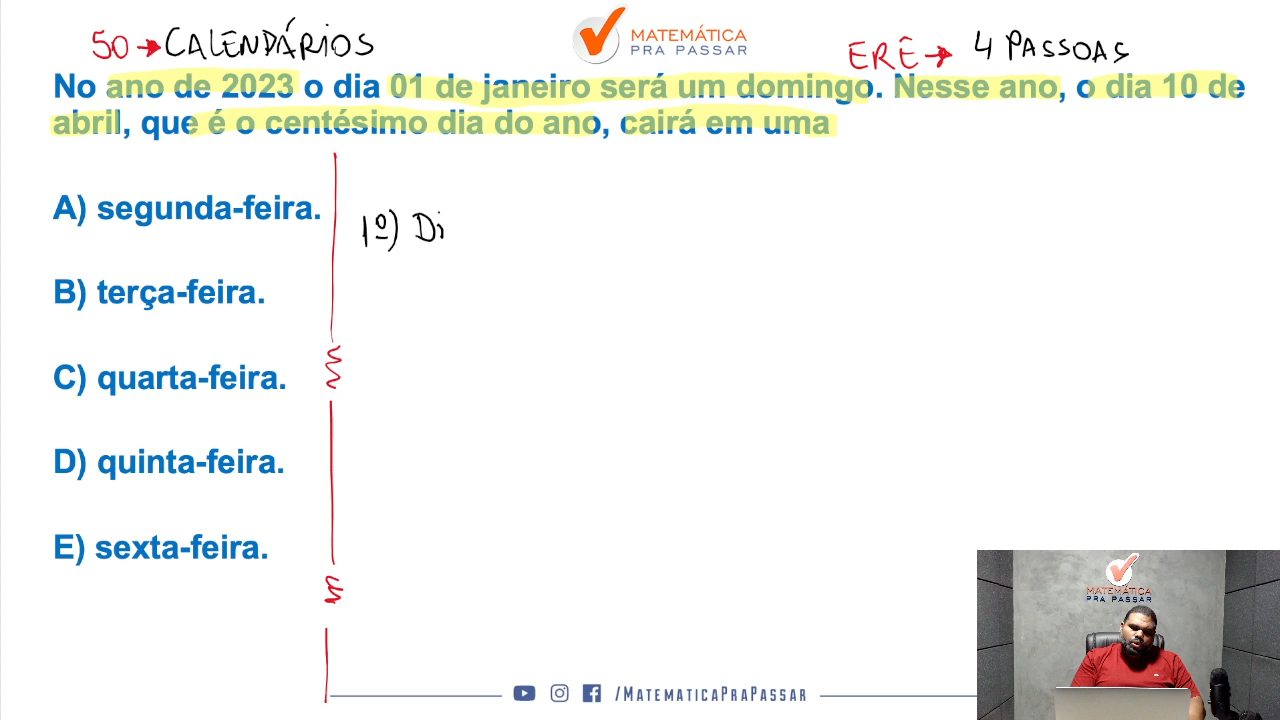 50 → CALENDÁRIOS
MATEMÁTICA
PRA PASSAR
ERÊ → 4 PASSOAS
No ano de 2023 o dia 01 de janeiro será um domingo. Nesse ano, o dia 10 de
abril, que é o centésimo dia do ano, cairá em uma
A) segunda-feira.
1º) Di
B) terça-feira.
C) quarta-feira.
D) quinta-feira.
E) sexta-feira.
MATEMÁTICA
PRA PASSAR
/MATEMATICAPRAPASSAR